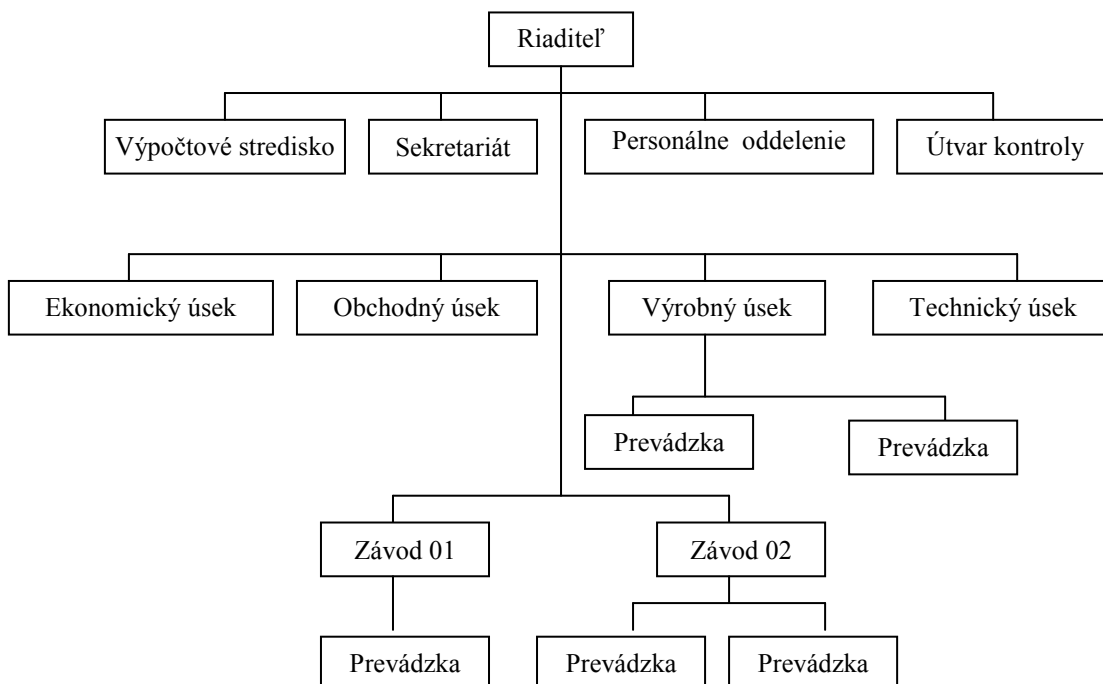 Riaditeľ
Výpočtové stredisko
Sekretariát
Personálne oddelenie
Útvar kontroly
Ekonomický úsek
Obchodný úsek
Výrobný úsek
Technický úsek
Prevádzka
Prevádzka
Závod 01
Závod 02
Prevádzka
Prevádzka
Prevádzka